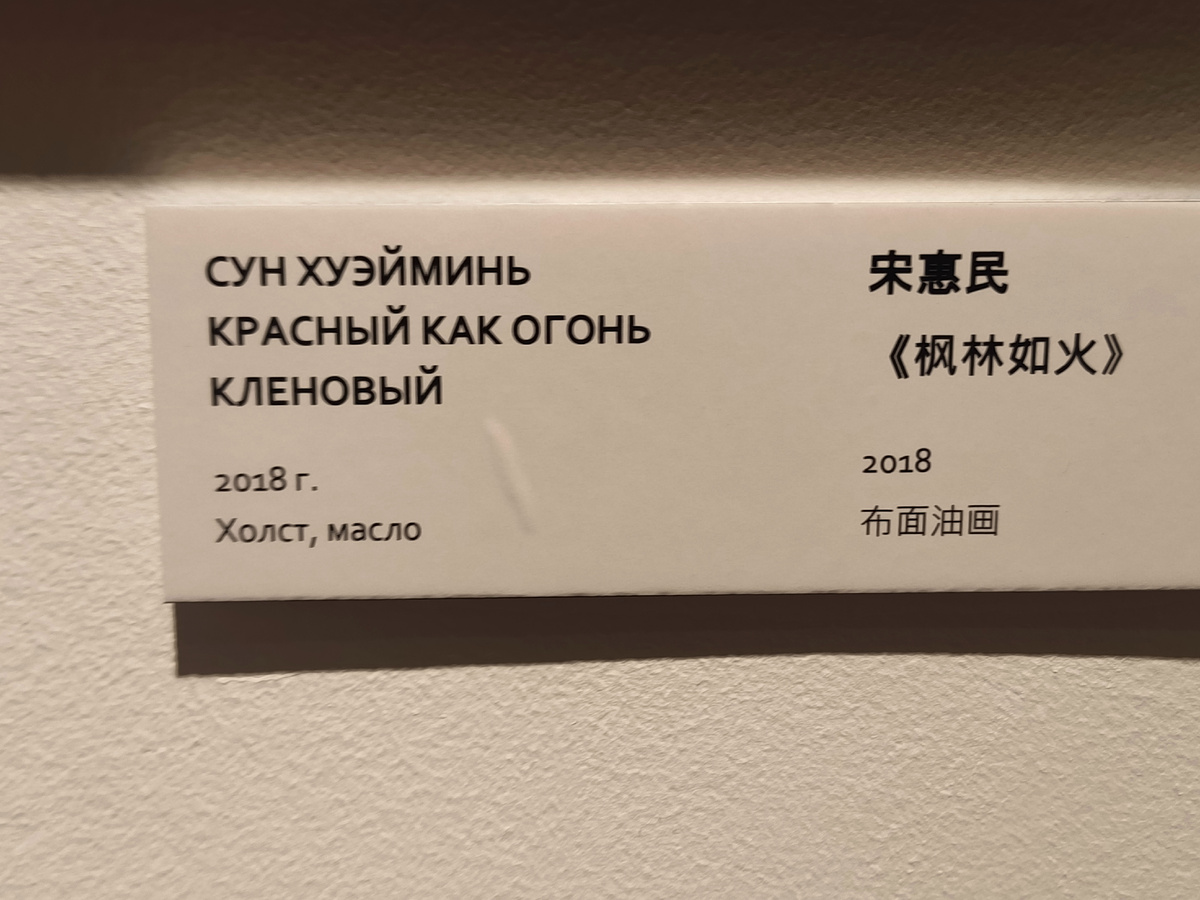 СУН ХУЭЙМИНЬ
КРАСНЫЙ КАК ОГОНЬ
КЛЕНОВЫЙ
2018 г.
Холст, масло
宋惠民
《枫林如火》
2018
布面油画